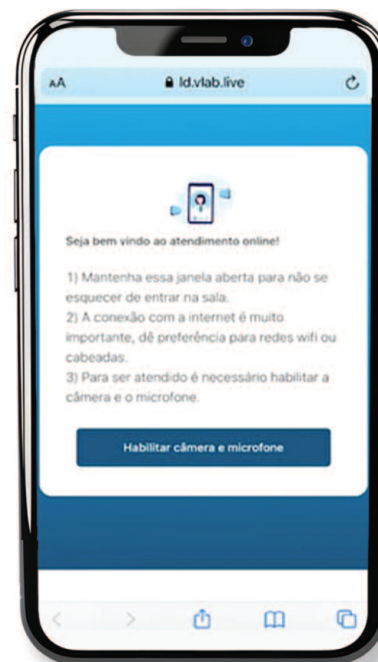 AA
ld.vlab.live
Seja bem vindo ao atendimento online!
1) Mantenha essa janela aberta para não se
esquecer de entrar na sala.
2) A conexão com a internet é muito
importante, dê preferência para redes wifi ou
cabeadas.
3) Para ser atendido é necessário habilitar a
câmera e o microfone.
Habilitar câmera e microfone